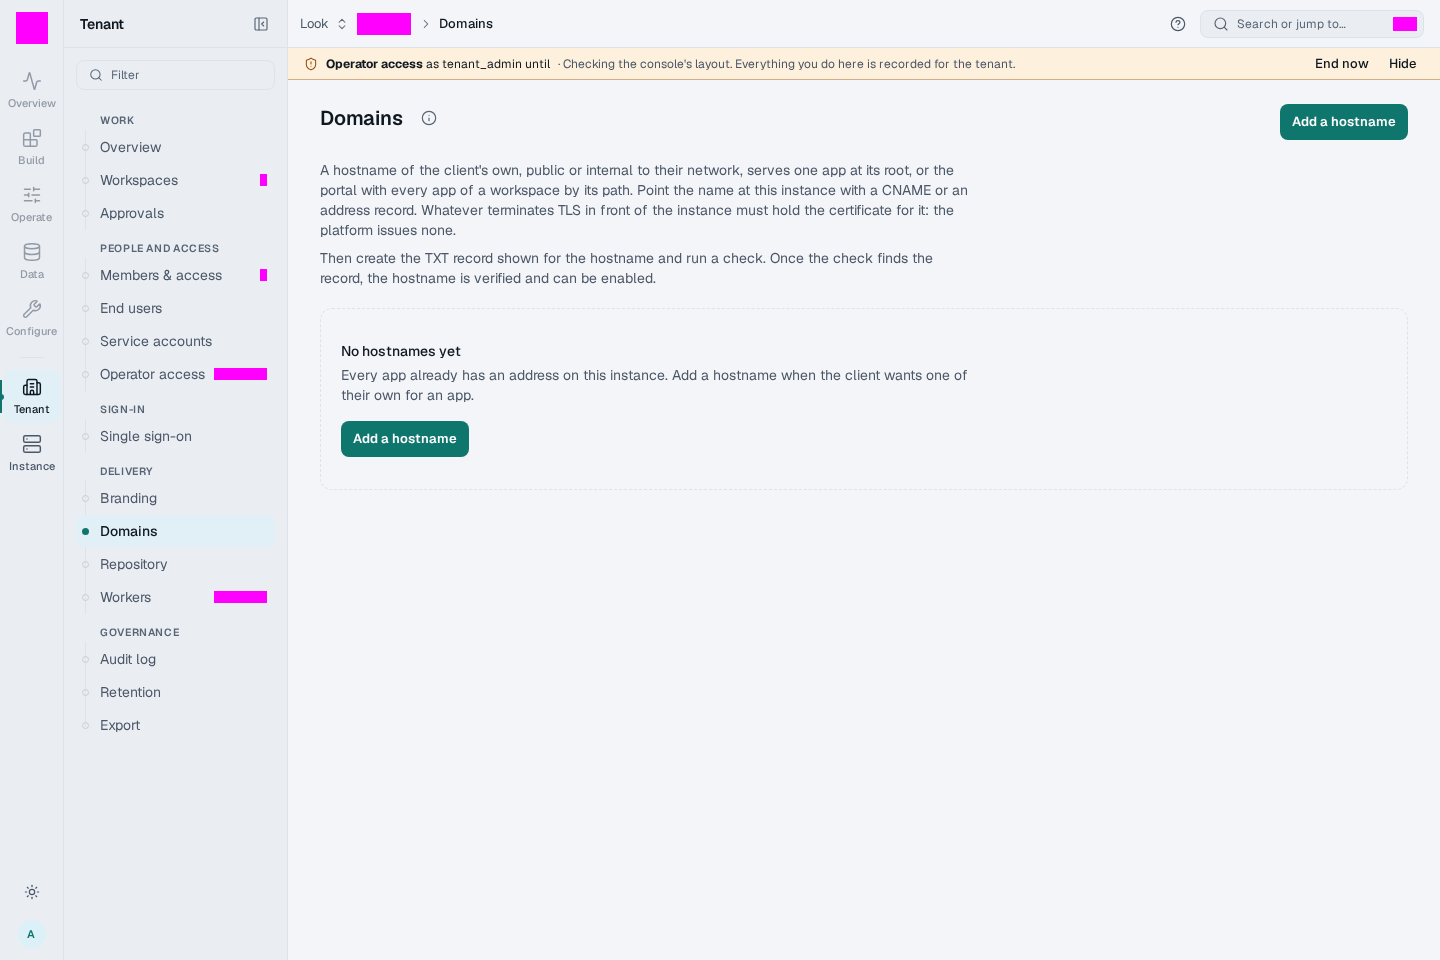 Tenant
Look
Domains
Search or jump to...
Operator access as tenant_admin until · Checking the console's layout. Everything you do here is recorded for the tenant.
End now
Hide
Overview
Build
Operate
Data
Configure
Tenant
Instance
A
Filter
WORK
Overview
Workspaces
Approvals
PEOPLE AND ACCESS
Members & access
End users
Service accounts
Operator access
SIGN-IN
Single sign-on
DELIVERY
Branding
Domains
Repository
Workers
GOVERNANCE
Audit log
Retention
Export
Domains
Add a hostname
A hostname of the client's own, public or internal to their network, serves one app at its root, or the
portal with every app of a workspace by its path. Point the name at this instance with a CNAME or an
address record. Whatever terminates TLS in front of the instance must hold the certificate for it: the
platform issues none.
Then create the TXT record shown for the hostname and run a check. Once the check finds the
record, the hostname is verified and can be enabled.
No hostnames yet
Every app already has an address on this instance. Add a hostname when the client wants one of
their own for an app.
Add a hostname